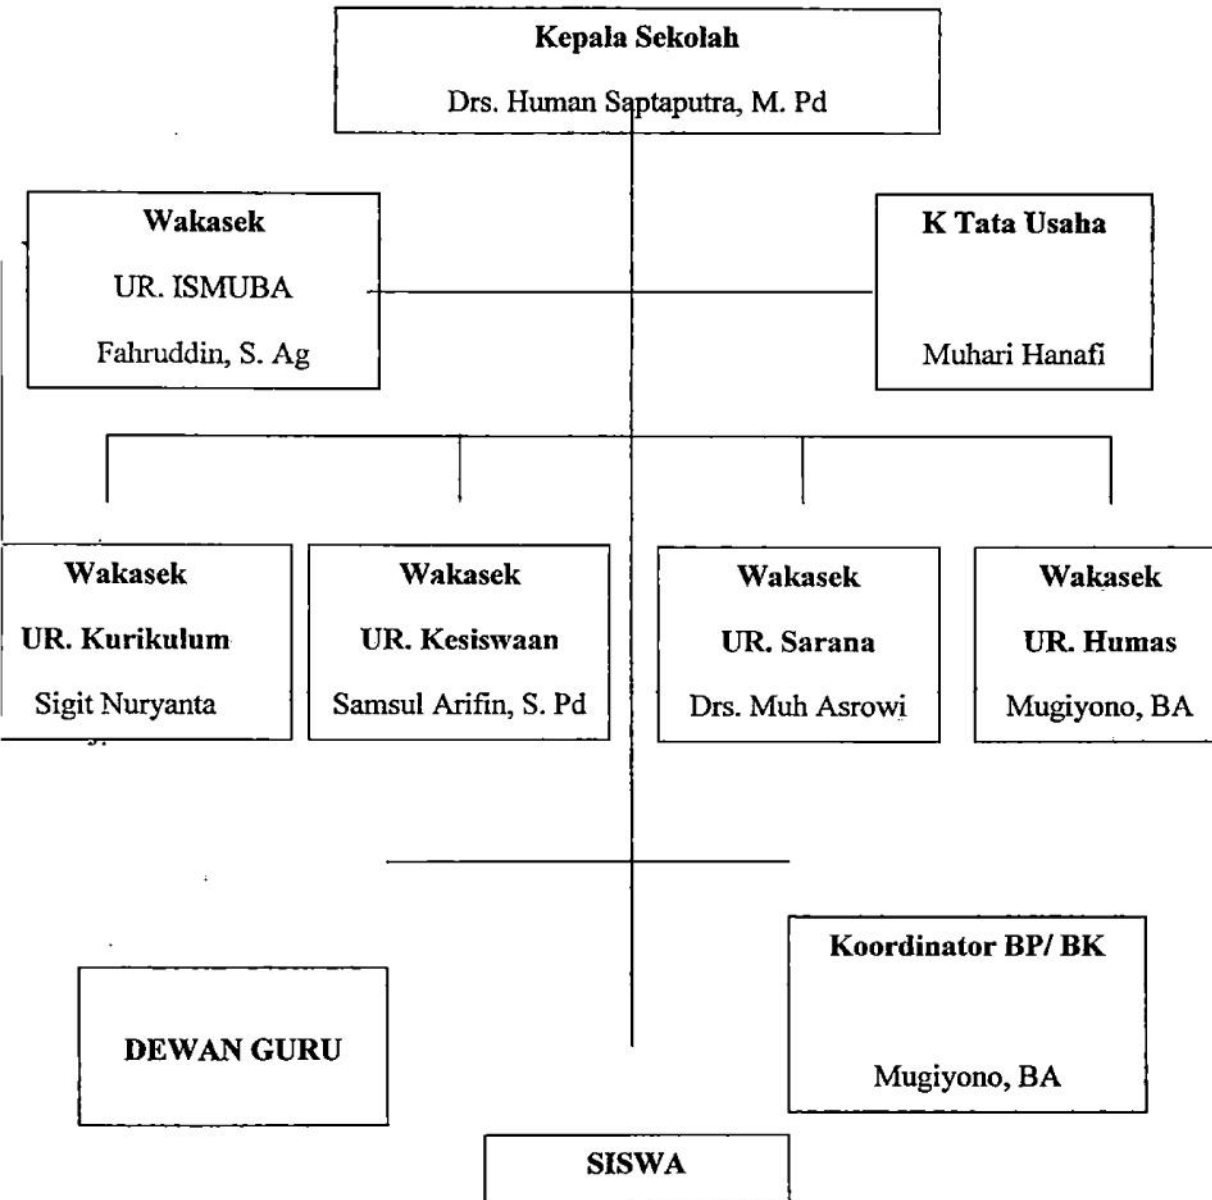 Kepala Sekolah
Drs. Human Saptaputra, M. Pd
Wakasek
UR. ISMUBA
Fahruddin, S. Ag
K Tata Usaha
Muhari Hanafi
Wakasek
UR. Kurikulum
Sigit Nuryanta
Wakasek
UR. Kesiswaan
Samsul Arifin, S. Pd
Wakasek
UR. Sarana
Drs. Muh Asrowi
Wakasek
UR. Humas
Mugiyono, BA
DEWAN GURU
Koordinator BP/ BK
Mugiyono, BA
SISWA